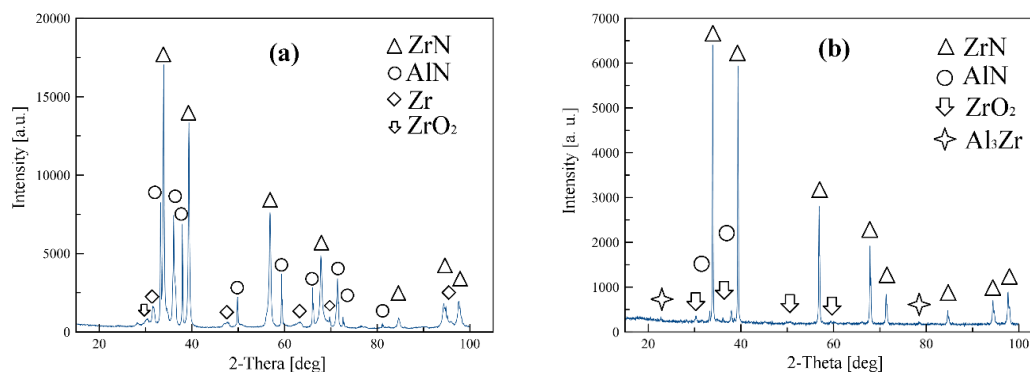 (a)
Intensity [a.u.]
20000
15000
10000
5000
0
20
40
60
80
100
2-Thera [deg]
ZrN
AlN
Zr
ZrO₂
(b)
Intensity [a. u.]
7000
6000
5000
4000
3000
2000
1000
0
20
40
60
80
100
2-Theta [deg]
ZrN
AlN
ZrO₂
Al₃Zr